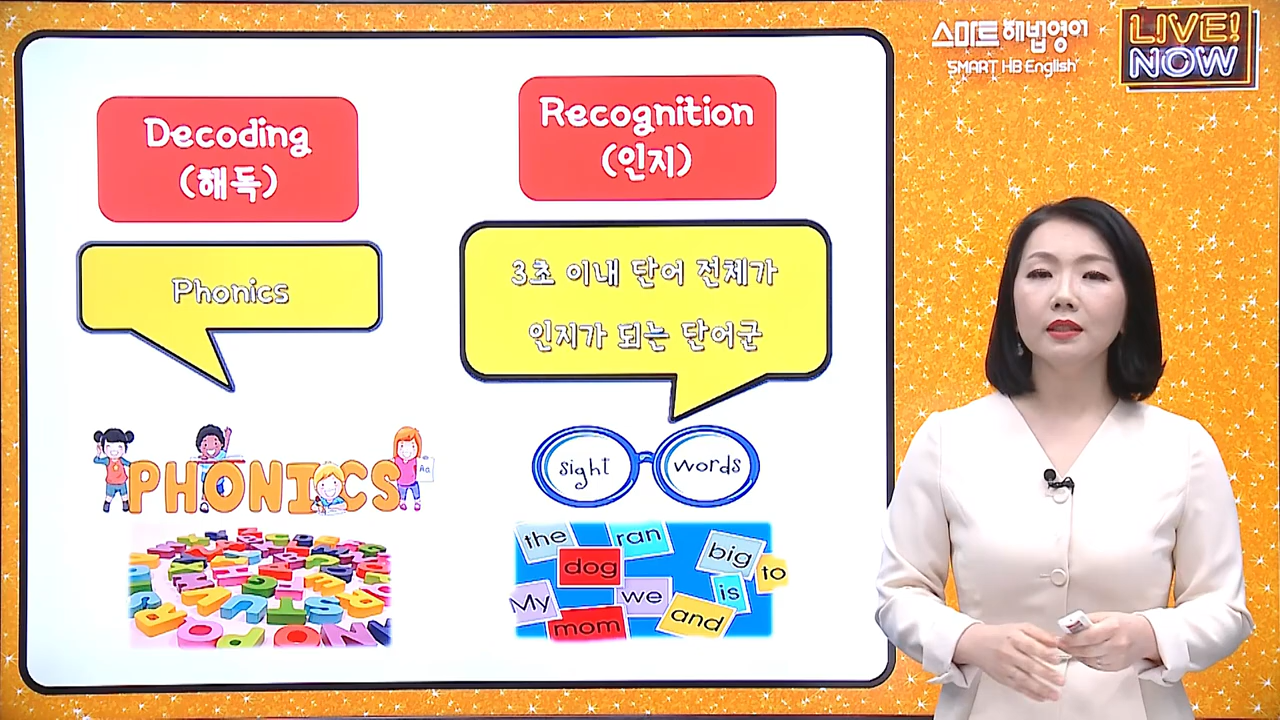 스마트해법영어
SMART HB English
LIVE!
NOW
Decoding
(해독)
Recognition
(인지)
Phonics
3초 이내 단어 전체가
인지가 되는 단어군
PHONICS
Aa
sight words
the
ran
dog
big
to
My
we
is
mom
and